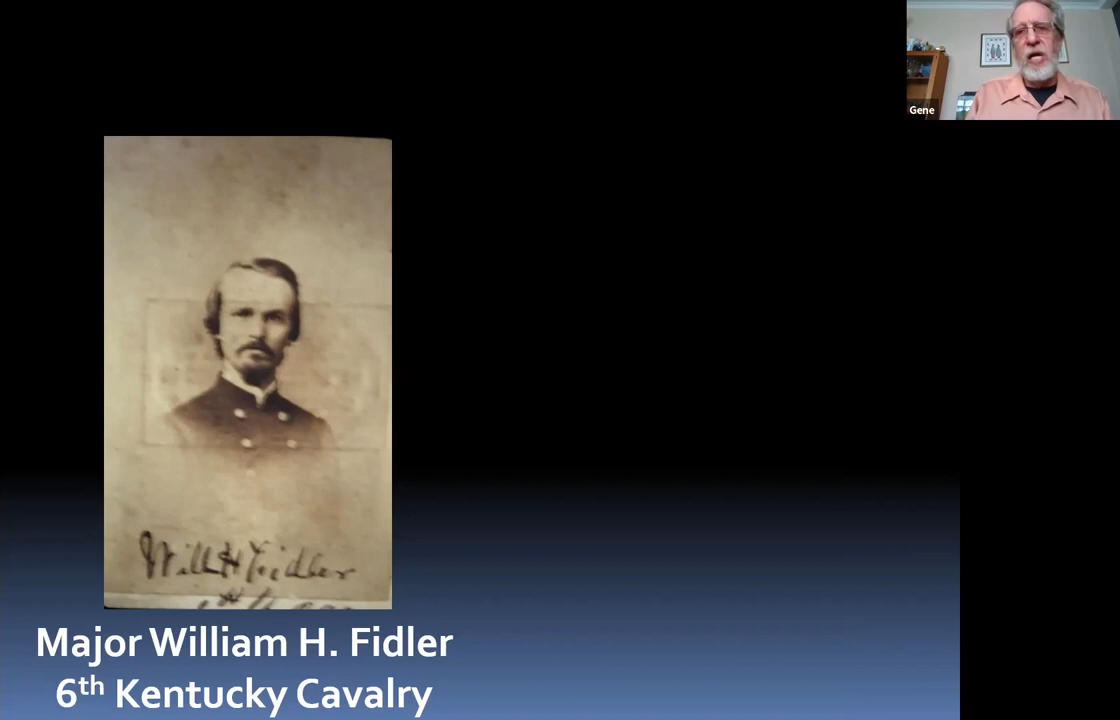 Gene
Will H Fidler
Major William H. Fidler
6th Kentucky Cavalry